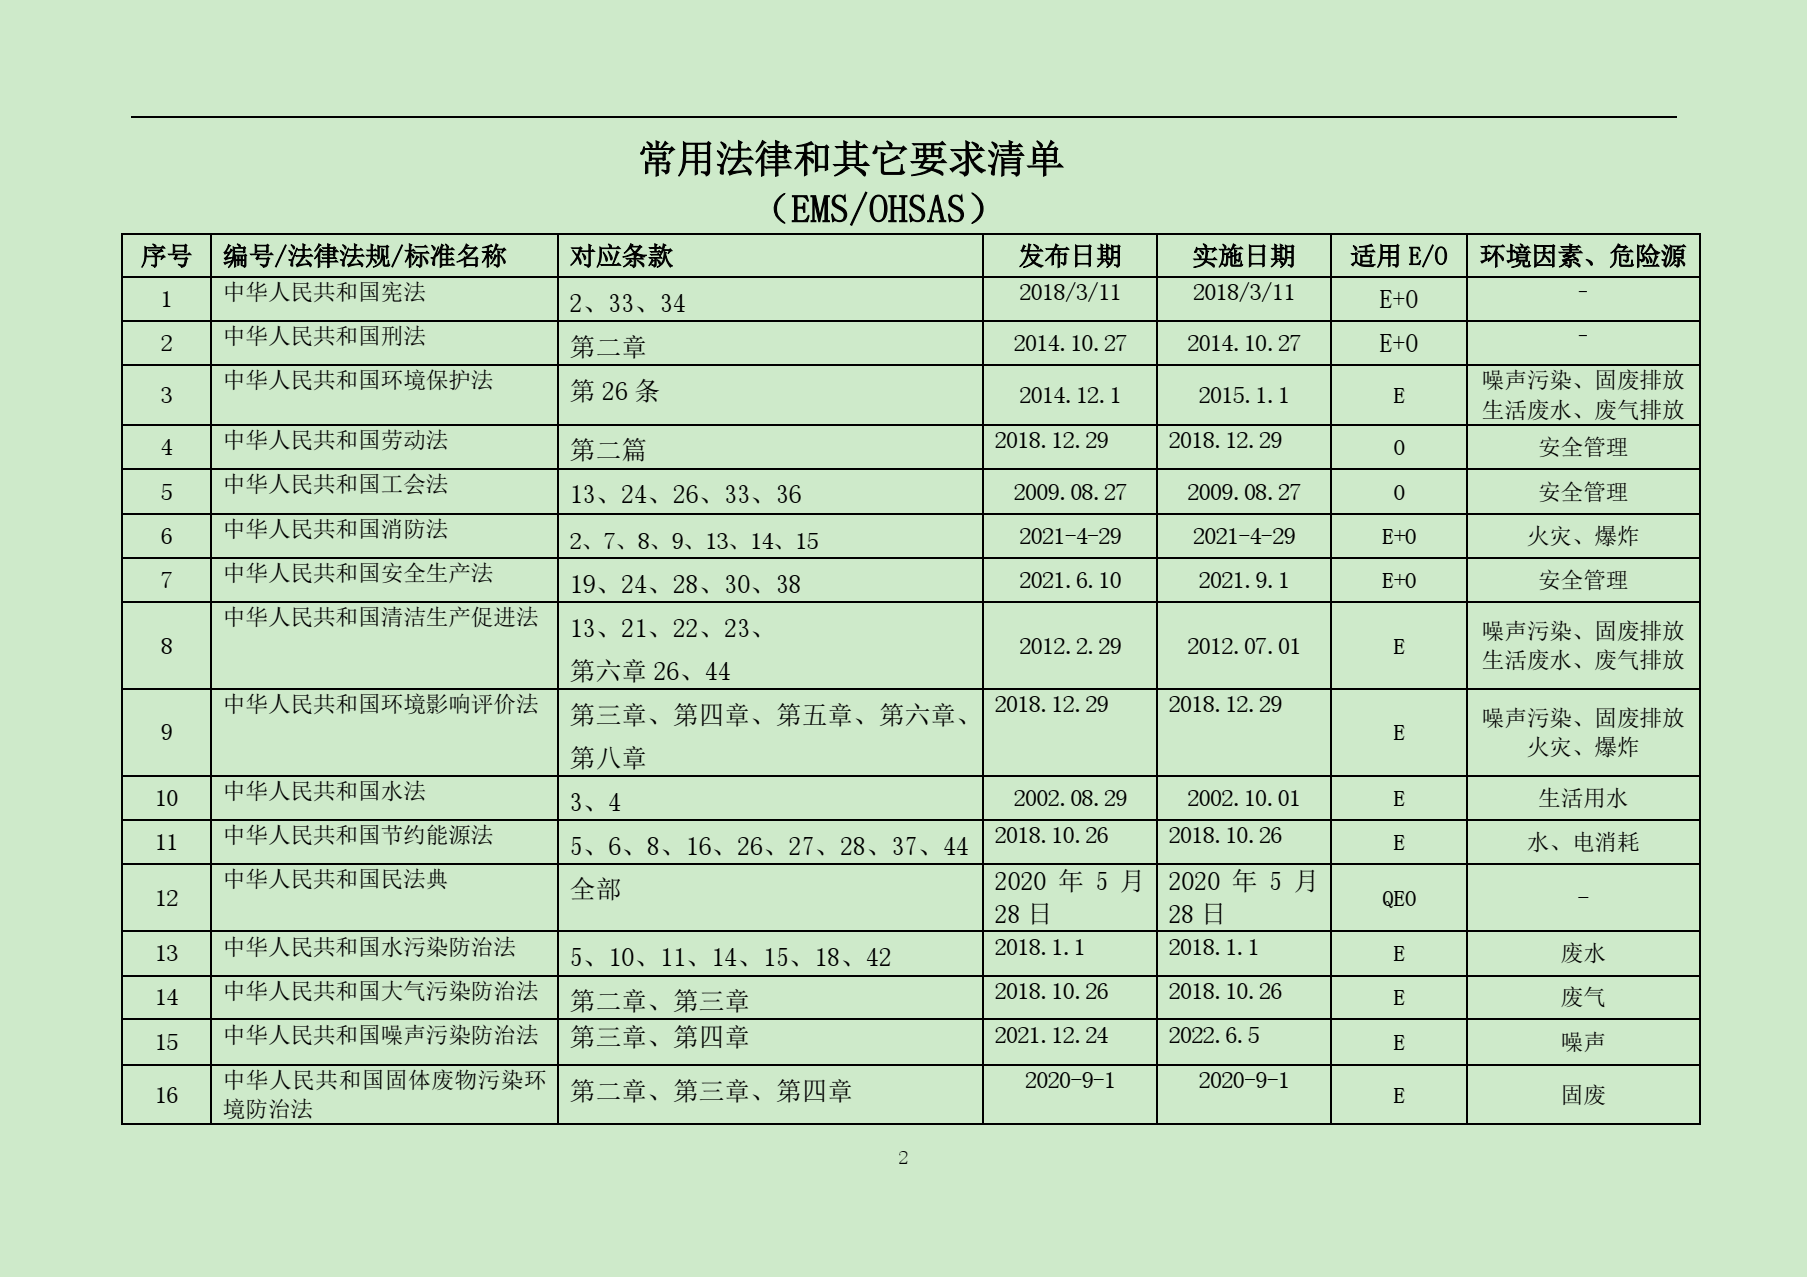 常用法律和其它要求清单
（EMS/OHSAS）
序号 编号/法律法规/标准名称 对应条款 发布日期 实施日期 适用 E/O 环境因素、危险源
1 中华人民共和国宪法 2、33、34 2018/3/11 2018/3/11 E+O -
2 中华人民共和国刑法 第二章 2014.10.27 2014.10.27 E+O -
3 中华人民共和国环境保护法 第 26 条 2014.12.1 2015.1.1 E 噪声污染、固废排放
生活废水、废气排放
4 中华人民共和国劳动法 第二篇 2018.12.29 2018.12.29 O 安全管理
5 中华人民共和国工会法 13、24、26、33、36 2009.08.27 2009.08.27 O 安全管理
6 中华人民共和国消防法 2、7、8、9、13、14、15 2021-4-29 2021-4-29 E+O 火灾、爆炸
7 中华人民共和国安全生产法 19、24、28、30、38 2021.6.10 2021.9.1 E+O 安全管理
8 中华人民共和国清洁生产促进法 13、21、22、23、 2012.2.29 2012.07.01 E 噪声污染、固废排放
第六章 26、44 生活废水、废气排放
9 中华人民共和国环境影响评价法 第三章、第四章、第五章、第六章、 2018.12.29 2018.12.29 E 噪声污染、固废排放
第八章 火灾、爆炸
10 中华人民共和国水法 3、4 2002.08.29 2002.10.01 E 生活用水
11 中华人民共和国节约能源法 5、6、8、16、26、27、28、37、44 2018.10.26 2018.10.26 E 水、电消耗
12 中华人民共和国民法典 全部 2020 年 5 月 2020 年 5 月 QEO -
28 日 28 日
13 中华人民共和国水污染防治法 5、10、11、14、15、18、42 2018.1.1 2018.1.1 E 废水
14 中华人民共和国大气污染防治法 第二章、第三章 2018.10.26 2018.10.26 E 废气
15 中华人民共和国噪声污染防治法 第三章、第四章 2021.12.24 2022.6.5 E 噪声
16 中华人民共和国固体废物污染环 第二章、第三章、第四章 2020-9-1 2020-9-1 E 固废
境防治法
2